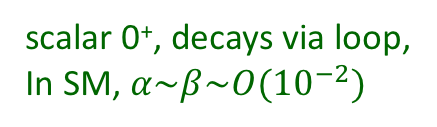 scalar 0⁺, decays via loop,
In SM, α~β~O(10⁻²)